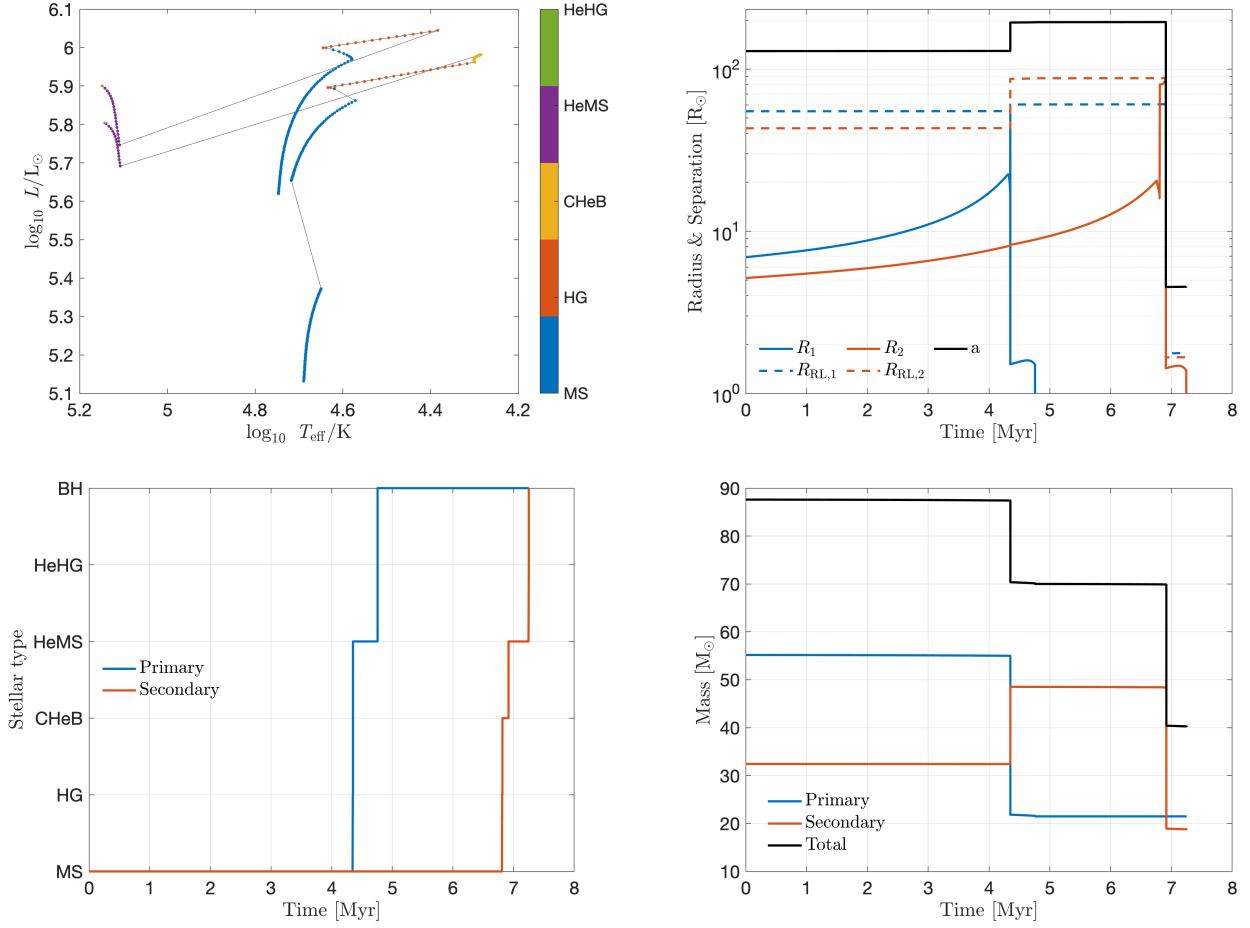 6.1
6
5.9
5.8
5.7
5.6
5.5
5.3
5.2
5.1
log₁₀ L/L⊙
5.2
5
4.8
4.6
4.4
4.2
log₁₀ T_eff/K
HeHG
HeMS
CHeB
HG
MS
10²
10¹
10⁰
Radius & Separation [R⊙]
R₁
R₂
a
R_RL,1
R_RL,2
0
1
2
3
4
5
6
7
8
Time [Myr]
BH
HeHG
HeMS
CHeB
HG
MS
Stellar type
Primary
Secondary
0
1
2
3
4
5
6
7
8
Time [Myr]
90
80
70
60
50
40
30
20
10
Mass [M⊙]
Primary
Secondary
Total
0
1
2
3
4
5
6
7
8
Time [Myr]